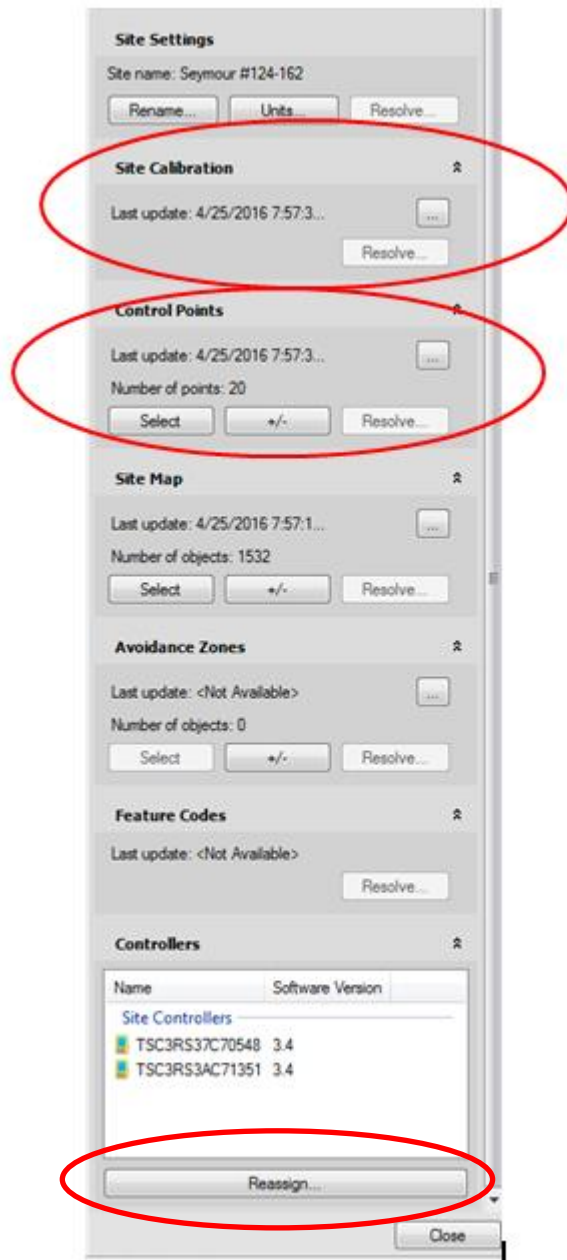 Site Settings
Site name: Seymour #124-162
Rename... Units... Resolve...
Site Calibration
Last update: 4/25/2016 7:57:3... ...
Resolve...
Control Points
Last update: 4/25/2016 7:57:3... ...
Number of points: 20
Select +/- Resolve...
Site Map
Last update: 4/25/2016 7:57:1... ...
Number of objects: 1532
Select +/- Resolve...
Avoidance Zones
Last update: <Not Available> ...
Number of objects: 0
Select +/- Resolve...
Feature Codes
Last update: <Not Available>
Resolve...
Controllers
Name Software Version
Site Controllers
TSC3RS37C70548 3.4
TSC3RS3AC71351 3.4
Reassign...
Close